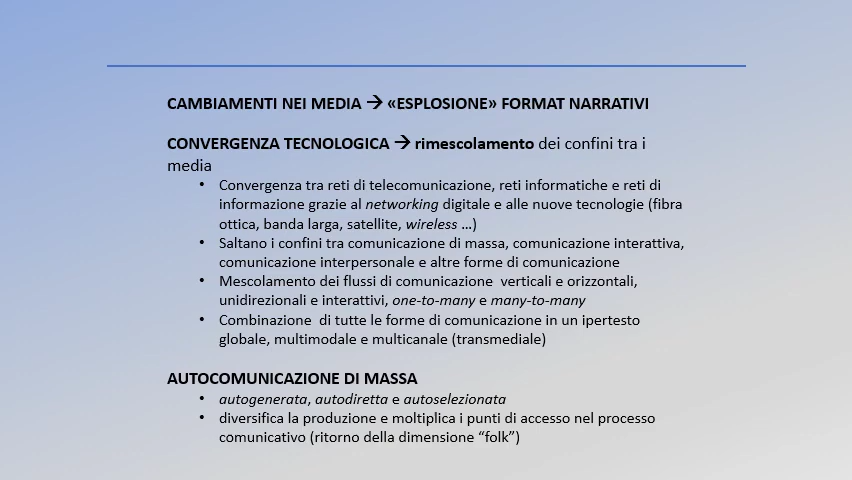 CAMBIAMENTI NEI MEDIA → «ESPLOSIONE» FORMAT NARRATIVI
CONVERGENZA TECNOLOGICA → rimescolamento dei confini tra i
media
• Convergenza tra reti di telecomunicazione, reti informatiche e reti di
informazione grazie al networking digitale e alle nuove tecnologie (fibra
ottica, banda larga, satellite, wireless …)
• Saltano i confini tra comunicazione di massa, comunicazione interattiva,
comunicazione interpersonale e altre forme di comunicazione
• Mescolamento dei flussi di comunicazione  verticali e orizzontali,
unidirezionali e interattivi, one-to-many e many-to-many
• Combinazione  di tutte le forme di comunicazione in un ipertesto
globale, multimodale e multicanale (transmediale)
AUTOCOMUNICAZIONE DI MASSA
• autogenerata, autodiretta e autoselezionata
• diversifica la produzione e moltiplica i punti di accesso nel processo
comunicativo (ritorno della dimensione “folk”)